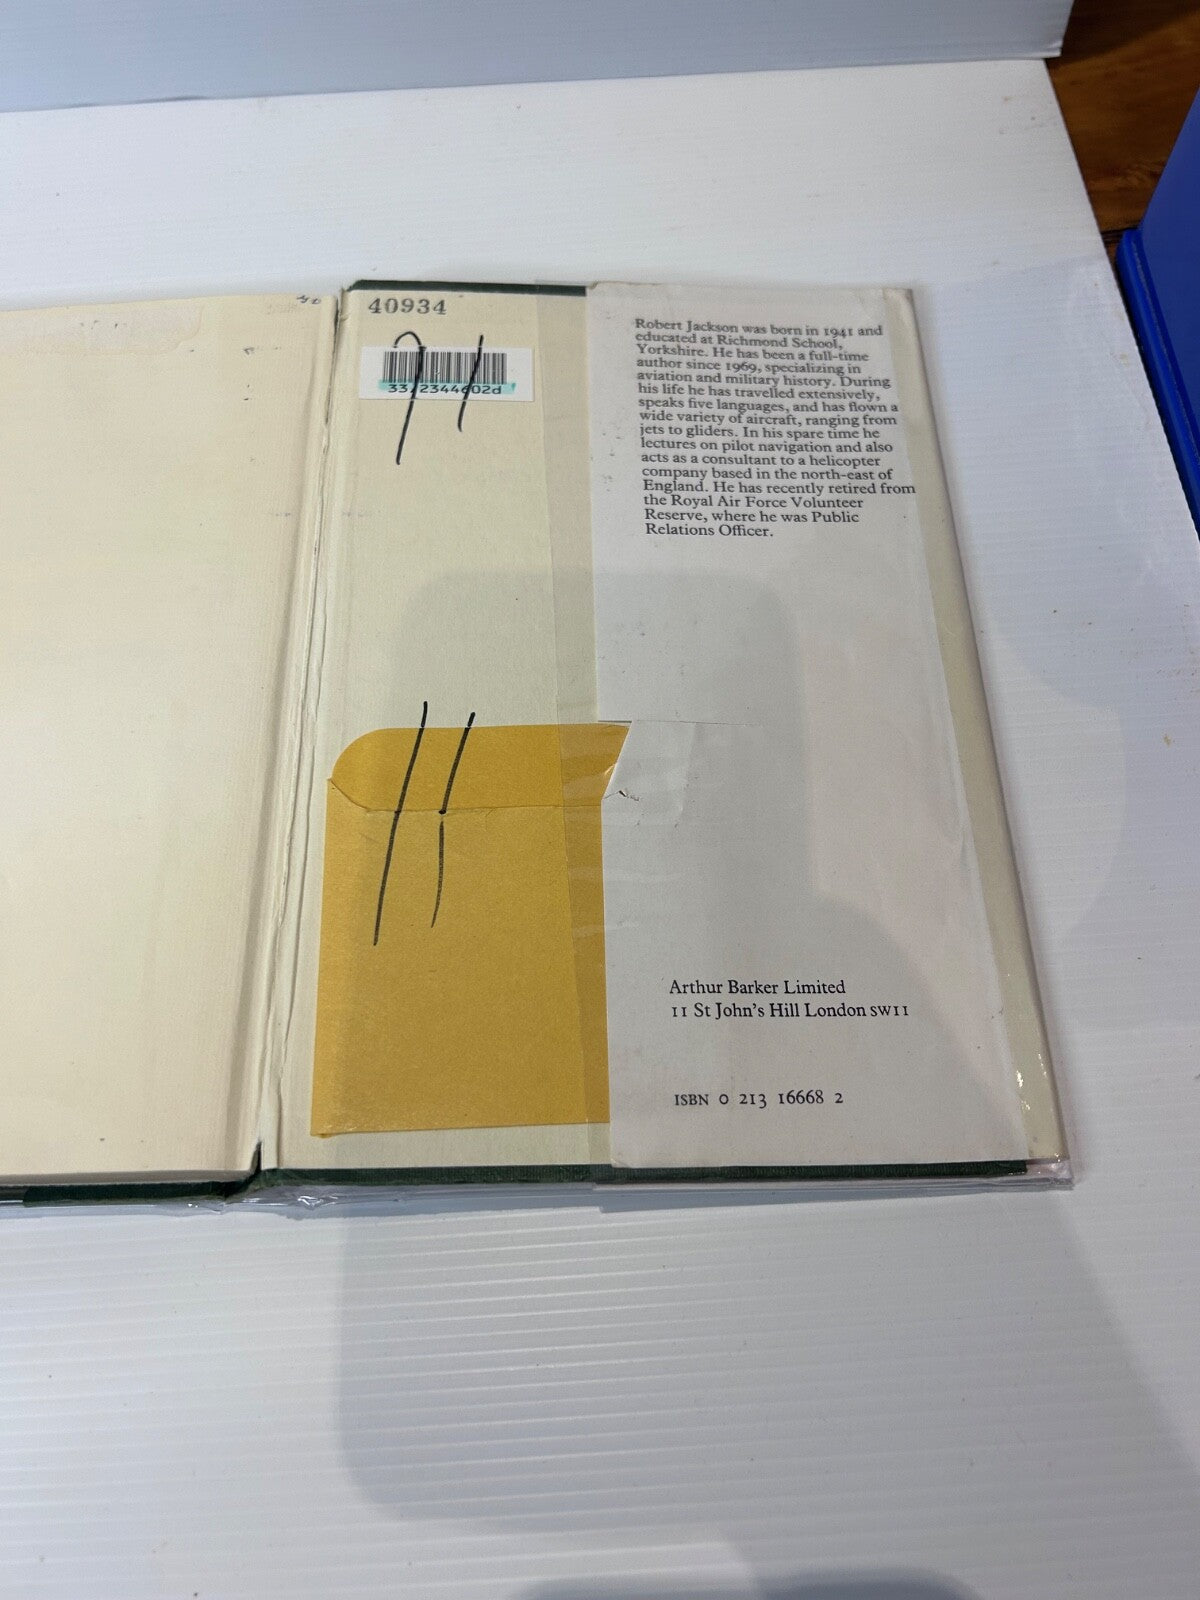 40934
Robert Jackson was born in 1941 and
educated at Richmond School,
Yorkshire. He has been a full-time
author since 1969, specializing in
aviation and military history. During
his life he has travelled extensively,
speaks five languages, and has flown a
wide variety of aircraft, ranging from
jets to gliders. In his spare time he
lectures on pilot navigation and also
acts as a consultant to a helicopter
company based in the north-east of
England. He has recently retired from
the Royal Air Force Volunteer
Reserve, where he was Public
Relations Officer.
Arthur Barker Limited
11 St John's Hill London SW11
ISBN 0 213 16668 2